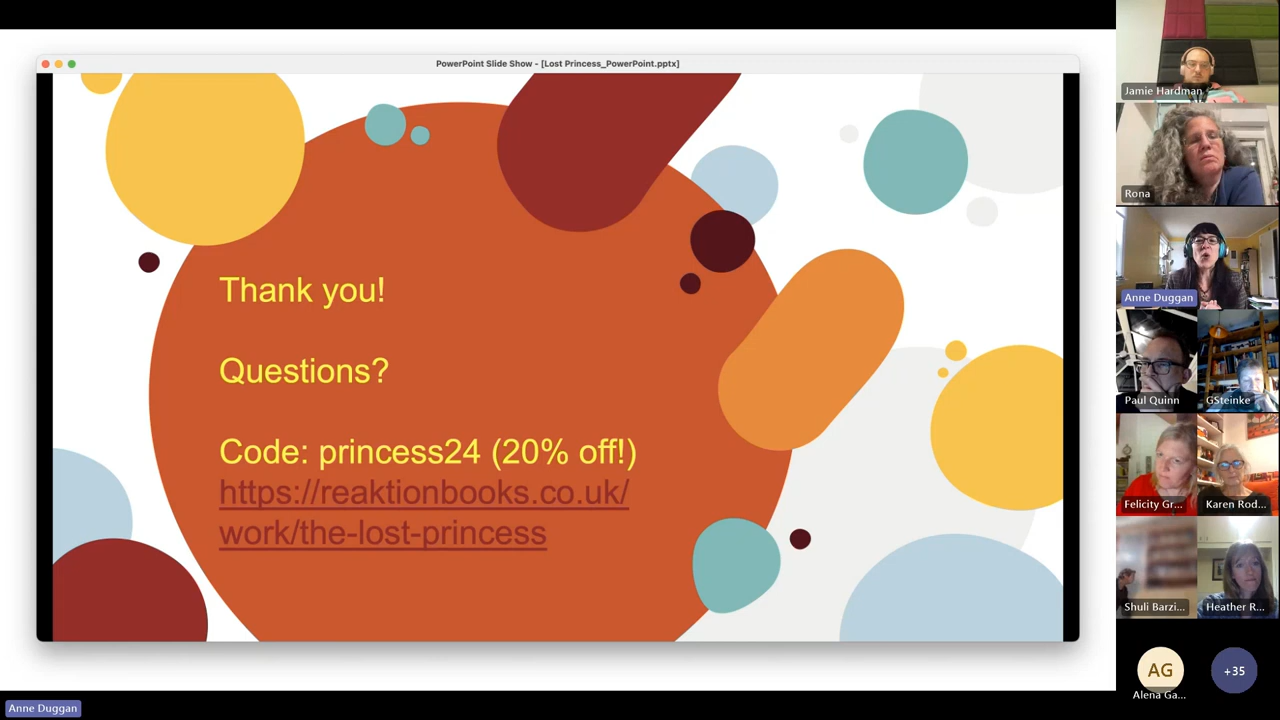 PowerPoint Slide Show - [Lost Princess_PowerPoint.pptx]
Thank you!
Questions?
Code: princess24 (20% off!)
https://reaktionbooks.co.uk/
work/the-lost-princess
Jamie Hardman
Rona
Anne Duggan
Paul Quinn
GSteinke
Felicity Gr...
Karen Rod...
Shuli Barzi...
Heather R...
AG
Alena Ga...
+35
Anne Duggan